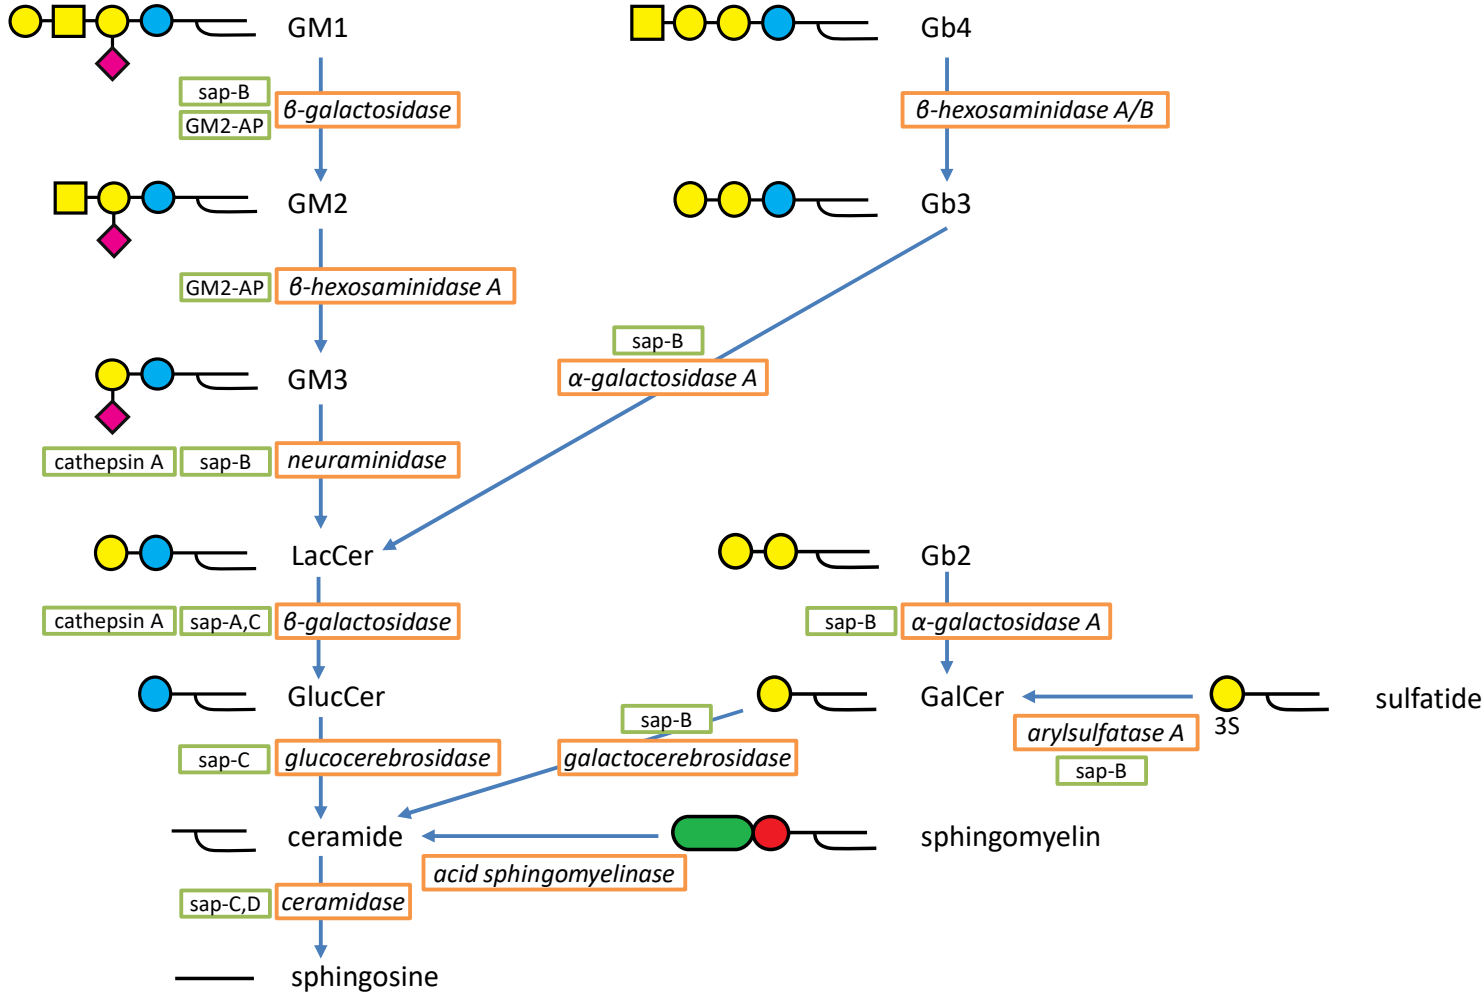 GM1
Gb4
sap-B
GM2-AP
β-galactosidase
β-hexosaminidase A/B
GM2
Gb3
GM2-AP
β-hexosaminidase A
sap-B
α-galactosidase A
GM3
cathepsin A
sap-B
neuraminidase
LacCer
Gb2
cathepsin A
sap-A,C
β-galactosidase
sap-B
α-galactosidase A
GlucCer
GalCer
sulfatide
3S
sap-B
arylsulfatase A
sap-C
glucocerebrosidase
galactocerebrosidase
sap-B
ceramide
sphingomyelin
acid sphingomyelinase
sap-C,D
ceramidase
sphingosine